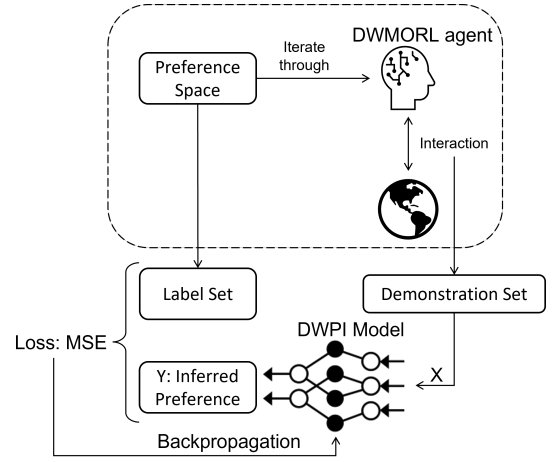 DWMORL agent
Iterate
through
Preference
Space
Interaction
Label Set
Demonstration Set
DWPI Model
Loss: MSE
X
Y: Inferred
Preference
Backpropagation